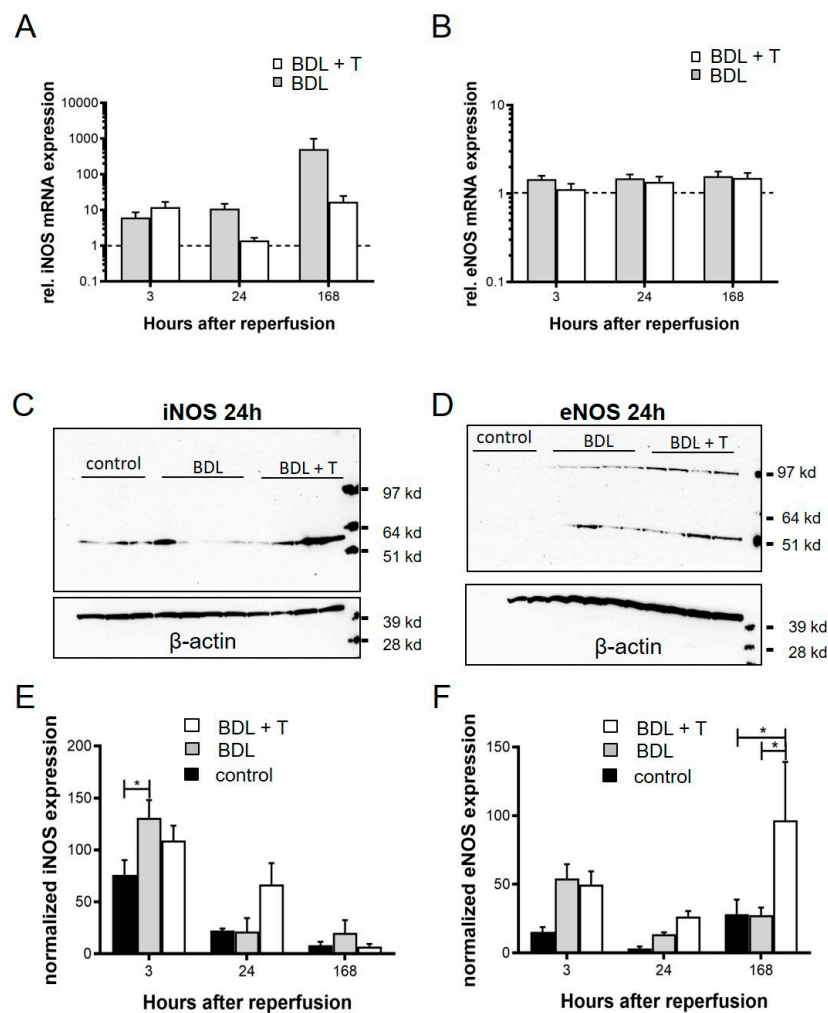 A
BDL + T
BDL
rel. iNOS mRNA expression
10000
1000
100
10
1
0.1
3 24 168
Hours after reperfusion
B
BDL + T
BDL
rel. eNOS mRNA expression
10
1
0.1
3 24 168
Hours after reperfusion
C
iNOS 24h
control BDL BDL + T
97 kd
64 kd
51 kd
β-actin
39 kd
28 kd
D
eNOS 24h
control BDL BDL + T
97 kd
64 kd
51 kd
β-actin
39 kd
28 kd
E
BDL + T
BDL
control
normalized iNOS expression
200
150
100
50
0
*
3 24 168
Hours after reperfusion
F
BDL + T
BDL
control
normalized eNOS expression
150
100
50
0
*
*
3 24 168
Hours after reperfusion